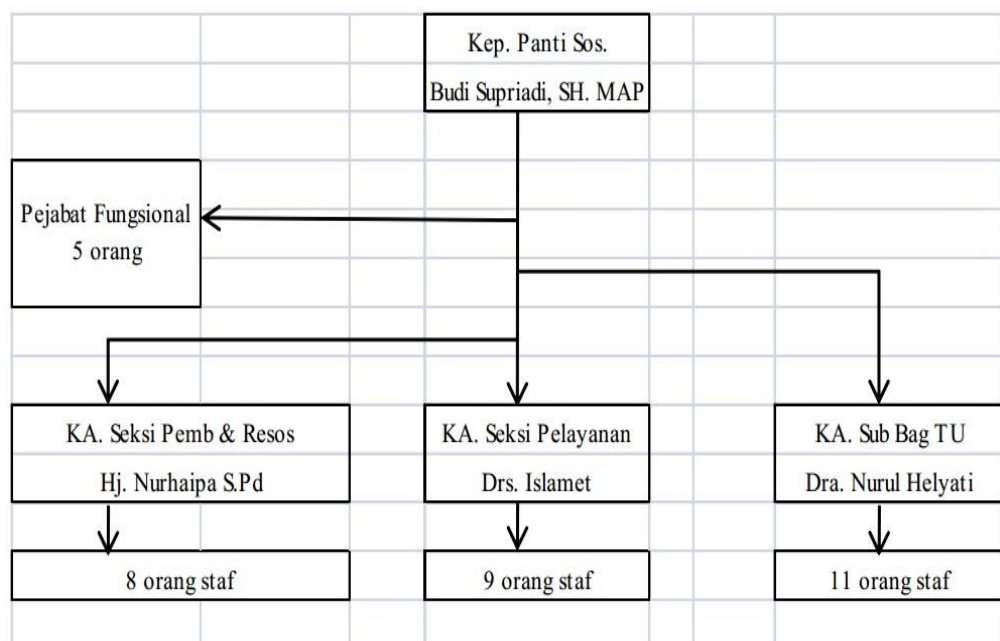 Kep. Panti Sos.
Budi Supriadi, SH. MAP
Pejabat Fungsional
5 orang
KA. Seksi Pemb & Resos
Hj. Nurhaipa S.Pd
KA. Seksi Pelayanan
Drs. Islamet
KA. Sub Bag TU
Dra. Nurul Helyati
8 orang staf
9 orang staf
11 orang staf